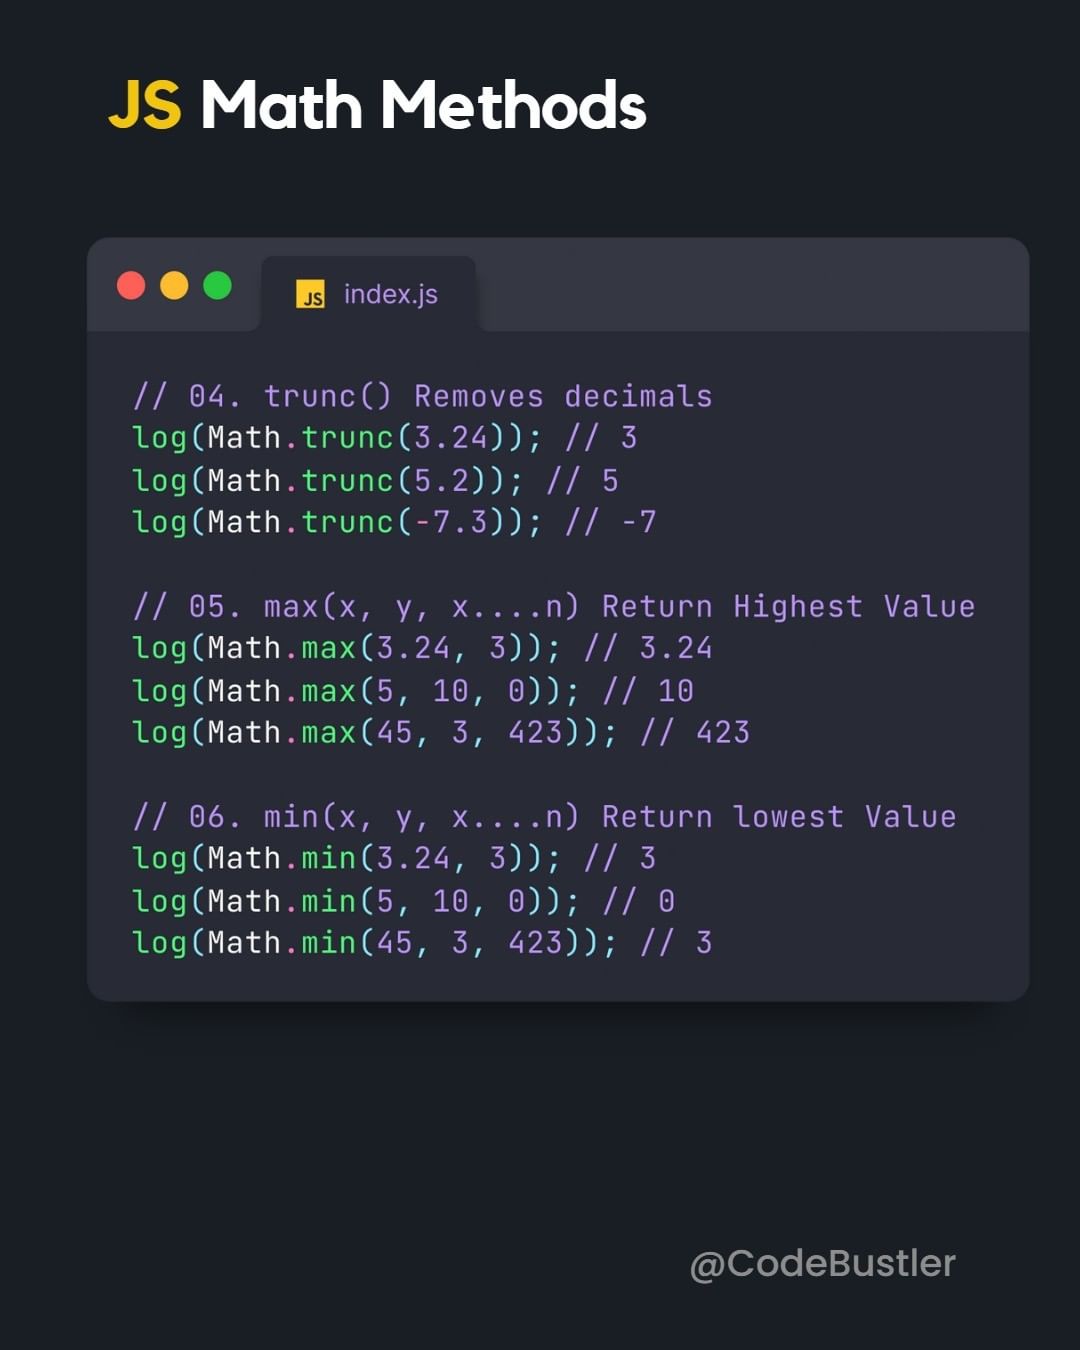 JS Math Methods
JS index.js
// 04. trunc() Removes decimals
log(Math.trunc(3.24)); // 3
log(Math.trunc(5.2)); // 5
log(Math.trunc(-7.3)); // -7
// 05. max(x, y, x....n) Return Highest Value
log(Math.max(3.24, 3)); // 3.24
log(Math.max(5, 10, 0)); // 10
log(Math.max(45, 3, 423)); // 423
// 06. min(x, y, x....n) Return lowest Value
log(Math.min(3.24, 3)); // 3
log(Math.min(5, 10, 0)); // 0
log(Math.min(45, 3, 423)); // 3
@CodeBustler